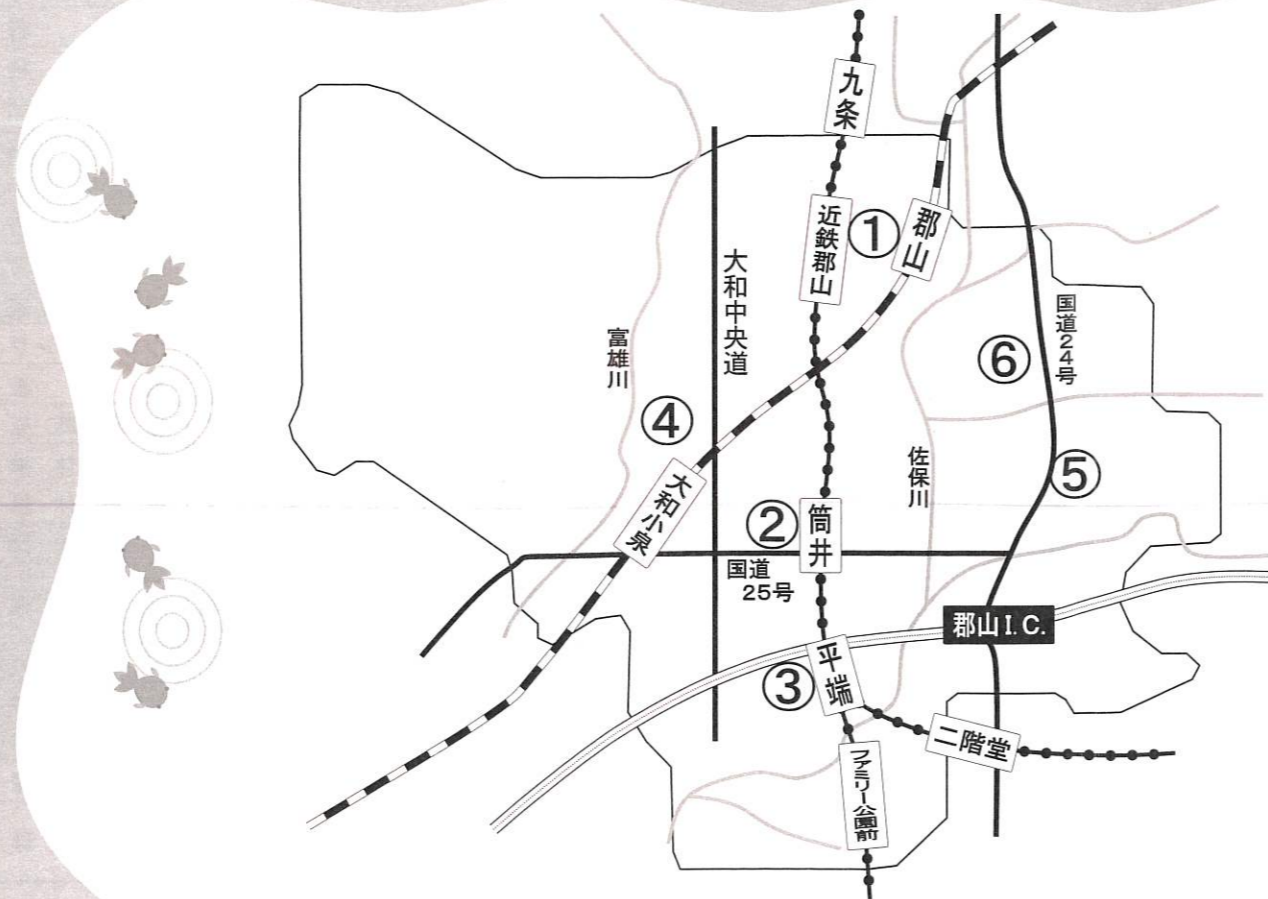 九条
近鉄郡山
①
郡山
大和中央道
富雄川
国道24号
⑥
④
佐保川
⑤
大和小泉
②
筒井
国道
25号
郡山I.C.
③
平端
二階堂
ファミリー公園前